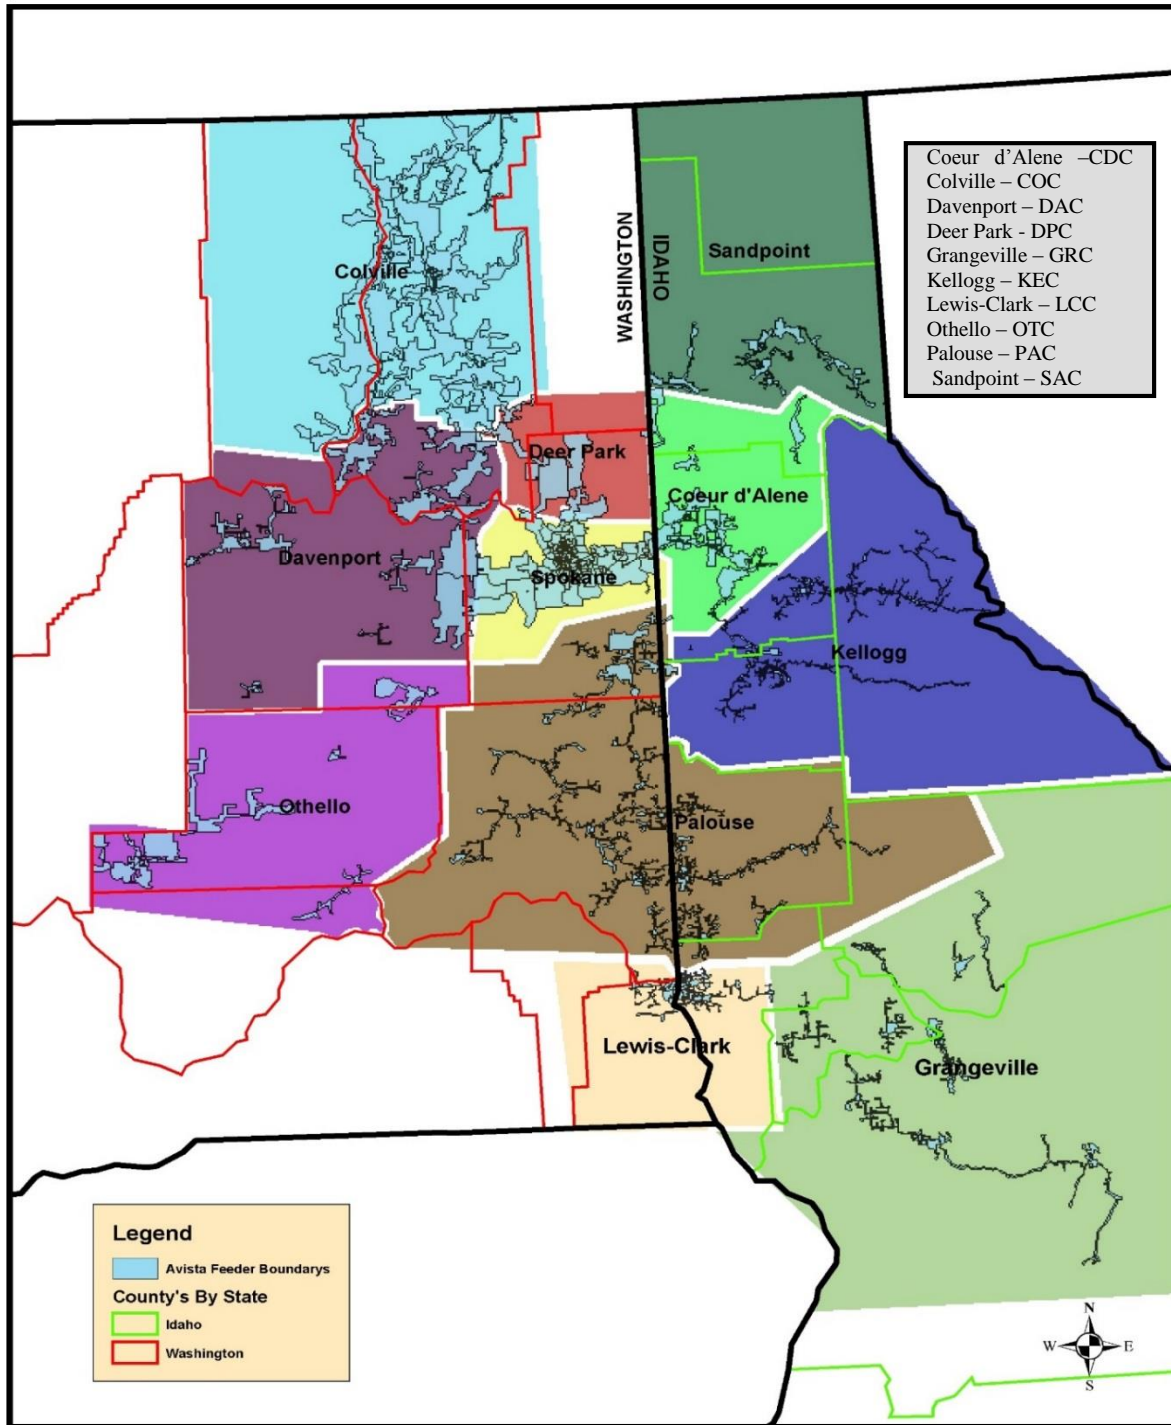 Coeur d'Alene –CDC
Colville – COC
Davenport – DAC
Deer Park - DPC
Grangeville – GRC
Kellogg – KEC
Lewis-Clark – LCC
Othello – OTC
Palouse – PAC
Sandpoint – SAC
WASHINGTON
IDAHO
Sandpoint
Colville
Deer Park
Coeur d'Alene
Davenport
Spokane
Kellogg
Othello
Palouse
Lewis-Clark
Grangeville
Legend
Avista Feeder Boundarys
County's By State
Idaho
Washington
N
W E
S